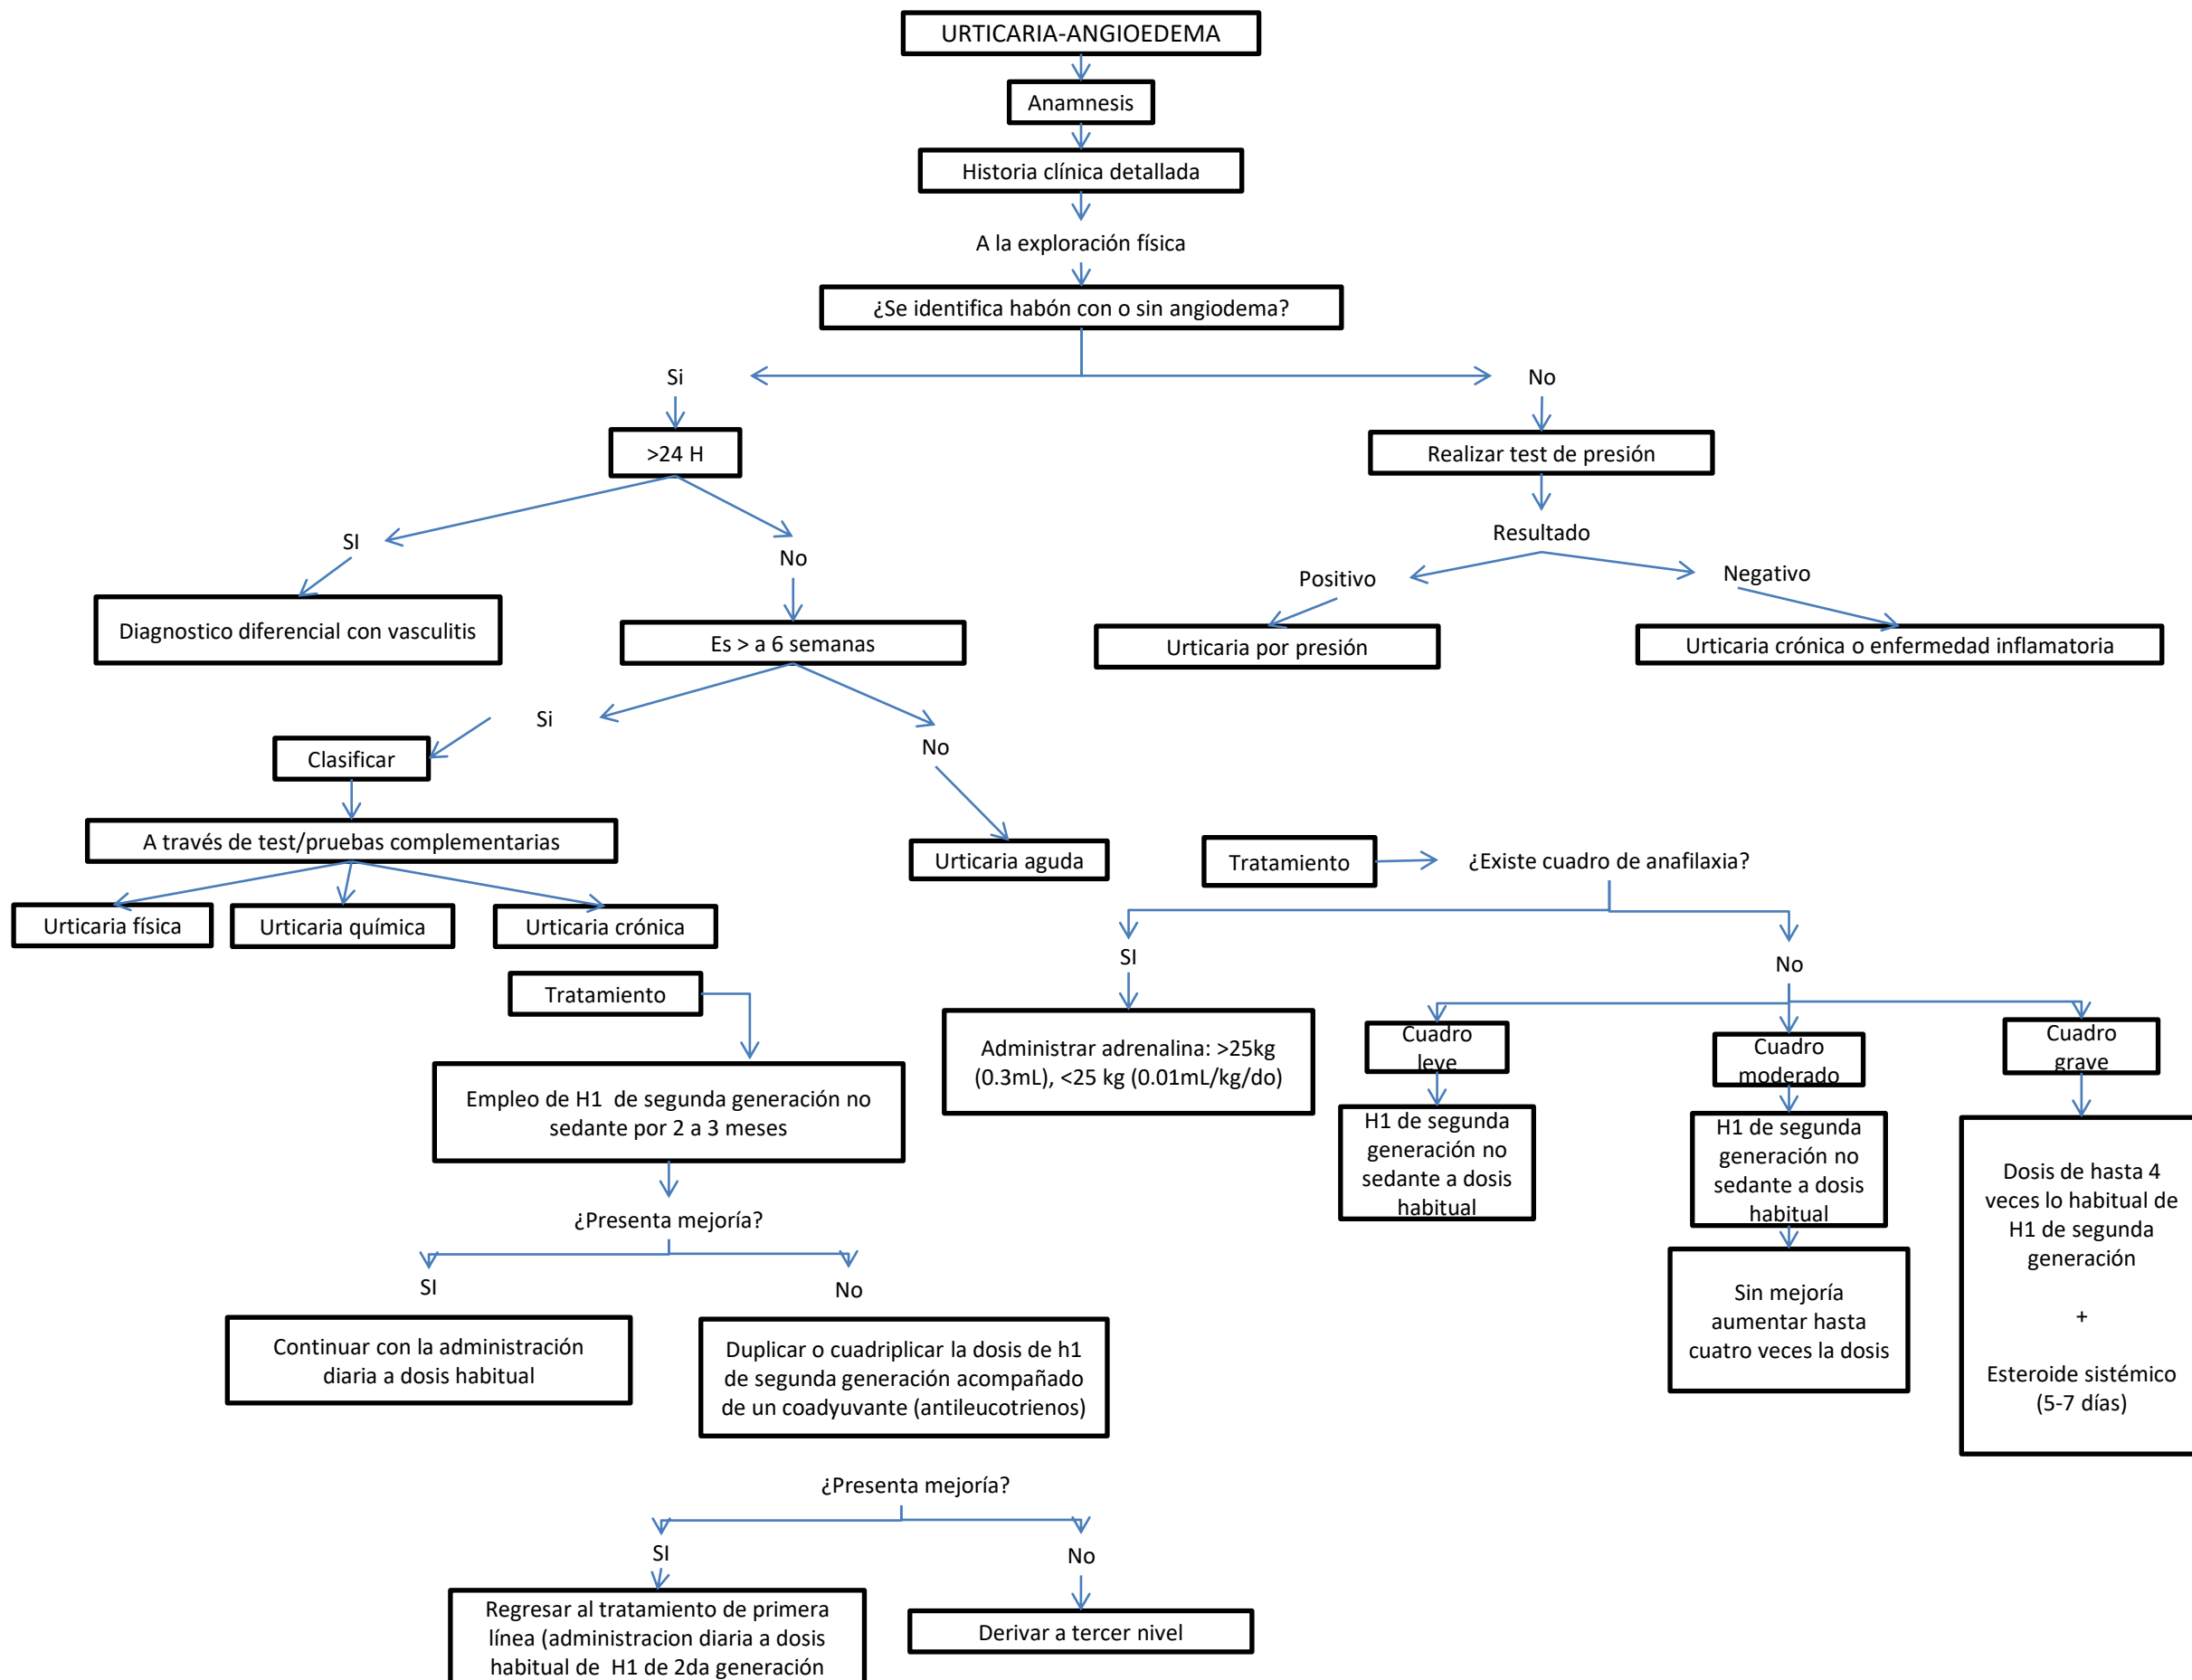 URTICARIA-ANGIOEDEMA
Anamnesis
Historia clínica detallada
A la exploración física
¿Se identifica habón con o sin angiodema?
Si
No
>24 H
Realizar test de presión
SI
No
Resultado
Positivo
Negativo
Diagnostico diferencial con vasculitis
Es > a 6 semanas
Urticaria por presión
Urticaria crónica o enfermedad inflamatoria
Si
No
Clasificar
A través de test/pruebas complementarias
Urticaria aguda
Urticaria física
Urticaria química
Urticaria crónica
Tratamiento
¿Existe cuadro de anafilaxia?
SI
No
Administrar adrenalina: >25kg
(0.3mL), <25 kg (0.01mL/kg/do)
Cuadro
leve
H1 de segunda
generación no
sedante a dosis
habitual
Cuadro
moderado
H1 de segunda
generación no
sedante a dosis
habitual
Sin mejoría
aumentar hasta
cuatro veces la dosis
Cuadro
grave
Dosis de hasta 4
veces lo habitual de
H1 de segunda
generación
+
Esteroide sistémico
(5-7 días)
Tratamiento
Empleo de H1 de segunda generación no
sedante por 2 a 3 meses
¿Presenta mejoría?
SI
No
Continuar con la administración
diaria a dosis habitual
Duplicar o cuadriplicar la dosis de h1
de segunda generación acompañado
de un coadyuvante (antileucotrienos)
¿Presenta mejoría?
SI
No
Regresar al tratamiento de primera
línea (administracion diaria a dosis
habitual de H1 de 2da generación
Derivar a tercer nivel